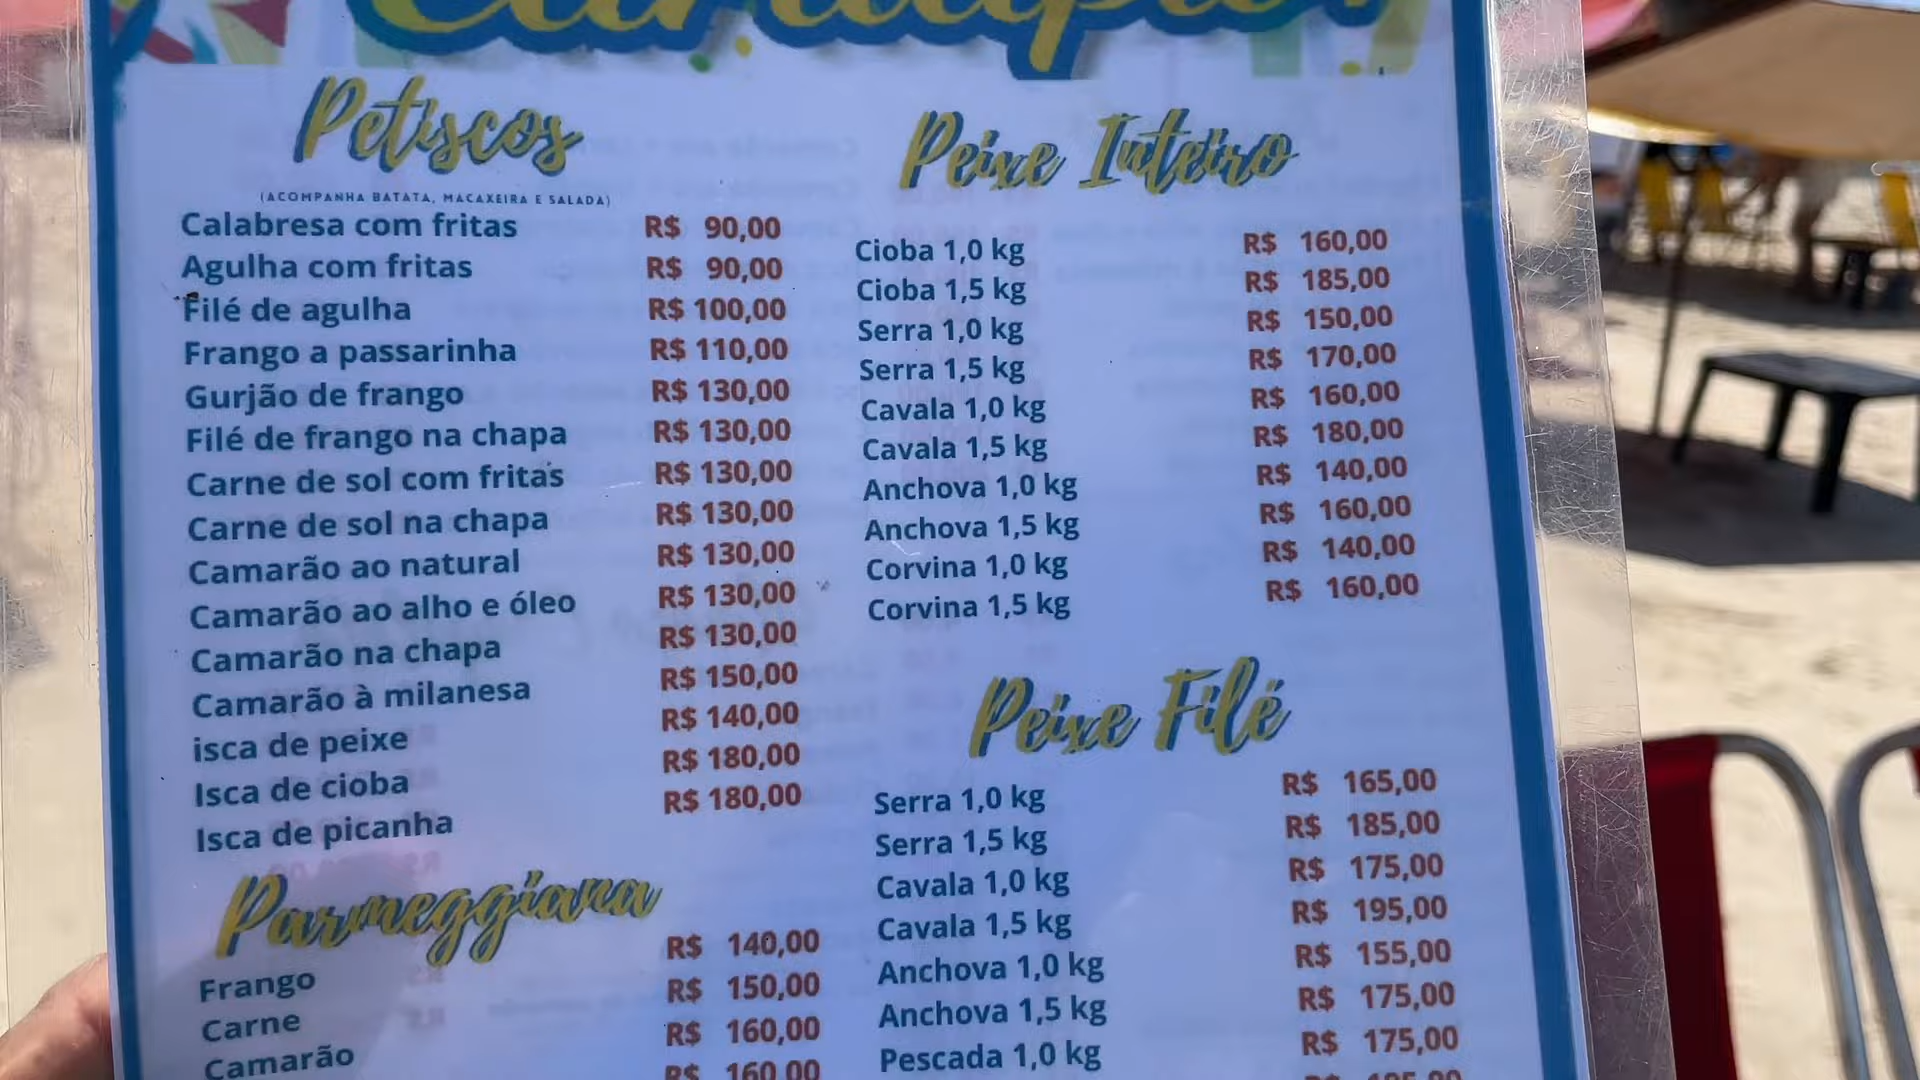 Cardápio!
Petiscos
(ACOMPANHA BATATA, MACAXEIRA E SALADA)
Calabresa com fritas R$ 90,00
Agulha com fritas R$ 90,00
Filé de agulha R$ 100,00
Frango a passarinha R$ 110,00
Gurjão de frango R$ 130,00
Filé de frango na chapa R$ 130,00
Carne de sol com fritas R$ 130,00
Carne de sol na chapa R$ 130,00
Camarão ao natural R$ 130,00
Camarão ao alho e óleo R$ 130,00
Camarão na chapa R$ 130,00
Camarão à milanesa R$ 150,00
isca de peixe R$ 140,00
Isca de cioba R$ 180,00
Isca de picanha R$ 180,00
Parmeggiana
Frango R$ 140,00
Carne R$ 150,00
Camarão R$ 160,00
R$ 160,00
Peixe Inteiro
Cioba 1,0 kg R$ 160,00
Cioba 1,5 kg R$ 185,00
Serra 1,0 kg R$ 150,00
Serra 1,5 kg R$ 170,00
Cavala 1,0 kg R$ 160,00
Cavala 1,5 kg R$ 180,00
Anchova 1,0 kg R$ 140,00
Anchova 1,5 kg R$ 160,00
Corvina 1,0 kg R$ 140,00
Corvina 1,5 kg R$ 160,00
Peixe Filé
Serra 1,0 kg R$ 165,00
Serra 1,5 kg R$ 185,00
Cavala 1,0 kg R$ 175,00
Cavala 1,5 kg R$ 195,00
Anchova 1,0 kg R$ 155,00
Anchova 1,5 kg R$ 175,00
Pescada 1,0 kg R$ 175,00